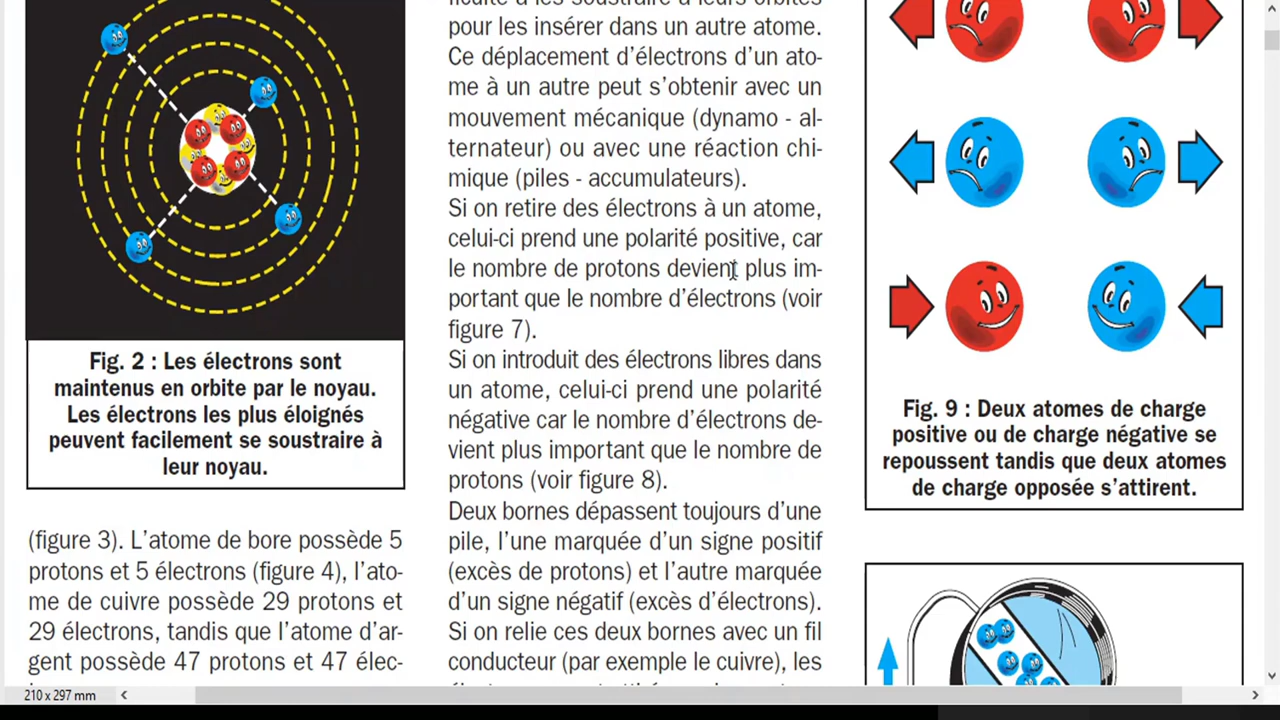 Fig. 2 : Les électrons sont
maintenus en orbite par le noyau.
Les électrons les plus éloignés
peuvent facilement se soustraire à
leur noyau.
(figure 3). L’atome de bore possède 5
protons et 5 électrons (figure 4), l’ato-
me de cuivre possède 29 protons et
29 électrons, tandis que l’atome d’ar-
gent possède 47 protons et 47 élec-
ficulté à les soustraire à leurs orbites
pour les insérer dans un autre atome.
Ce déplacement d’électrons d’un ato-
me à un autre peut s’obtenir avec un
mouvement mécanique (dynamo - al-
ternateur) ou avec une réaction chi-
mique (piles - accumulateurs).
Si on retire des électrons à un atome,
celui-ci prend une polarité positive, car
le nombre de protons devient plus im-
portant que le nombre d’électrons (voir
figure 7).
Si on introduit des électrons libres dans
un atome, celui-ci prend une polarité
négative car le nombre d’électrons de-
vient plus important que le nombre de
protons (voir figure 8).
Deux bornes dépassent toujours d’une
pile, l’une marquée d’un signe positif
(excès de protons) et l’autre marquée
d’un signe négatif (excès d’électrons).
Si on relie ces deux bornes avec un fil
conducteur (par exemple le cuivre), les
Fig. 9 : Deux atomes de charge
positive ou de charge négative se
repoussent tandis que deux atomes
de charge opposée s’attirent.
210 x 297 mm